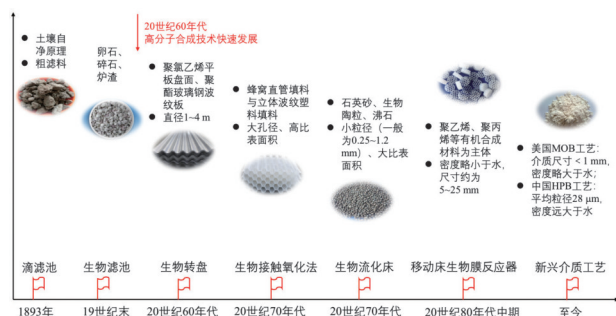 20世纪60年代
高分子合成技术快速发展
● 土壤自
净原理
● 粗滤料
卵石、
碎石、
炉渣
● 聚氯乙烯平
板盘面、聚
酯玻璃钢波
纹板
● 直径1~4 m
● 蜂窝直管填料
与立体波纹塑
料填料
● 大孔径、高比
表面积
● 石英砂、生物
陶粒、沸石
● 小粒径（一般
为0.25~1.2
mm）、大比表
面积
● 聚乙烯、聚丙
烯等有机合成
材料为主体
● 密度略小于水,
尺寸约为
5~25 mm
● 美国MOB工艺:
介质尺寸＜1 mm,
密度略大于水;
● 中国HPB工艺:
平均粒径28 μm,
密度远大于水
滴滤池
生物滤池
生物转盘
生物接触氧化法
生物流化床
移动床生物膜反应器
新兴介质工艺
1893年
19世纪末
20世纪60年代
20世纪70年代
20世纪70年代
20世纪80年代中期
至今